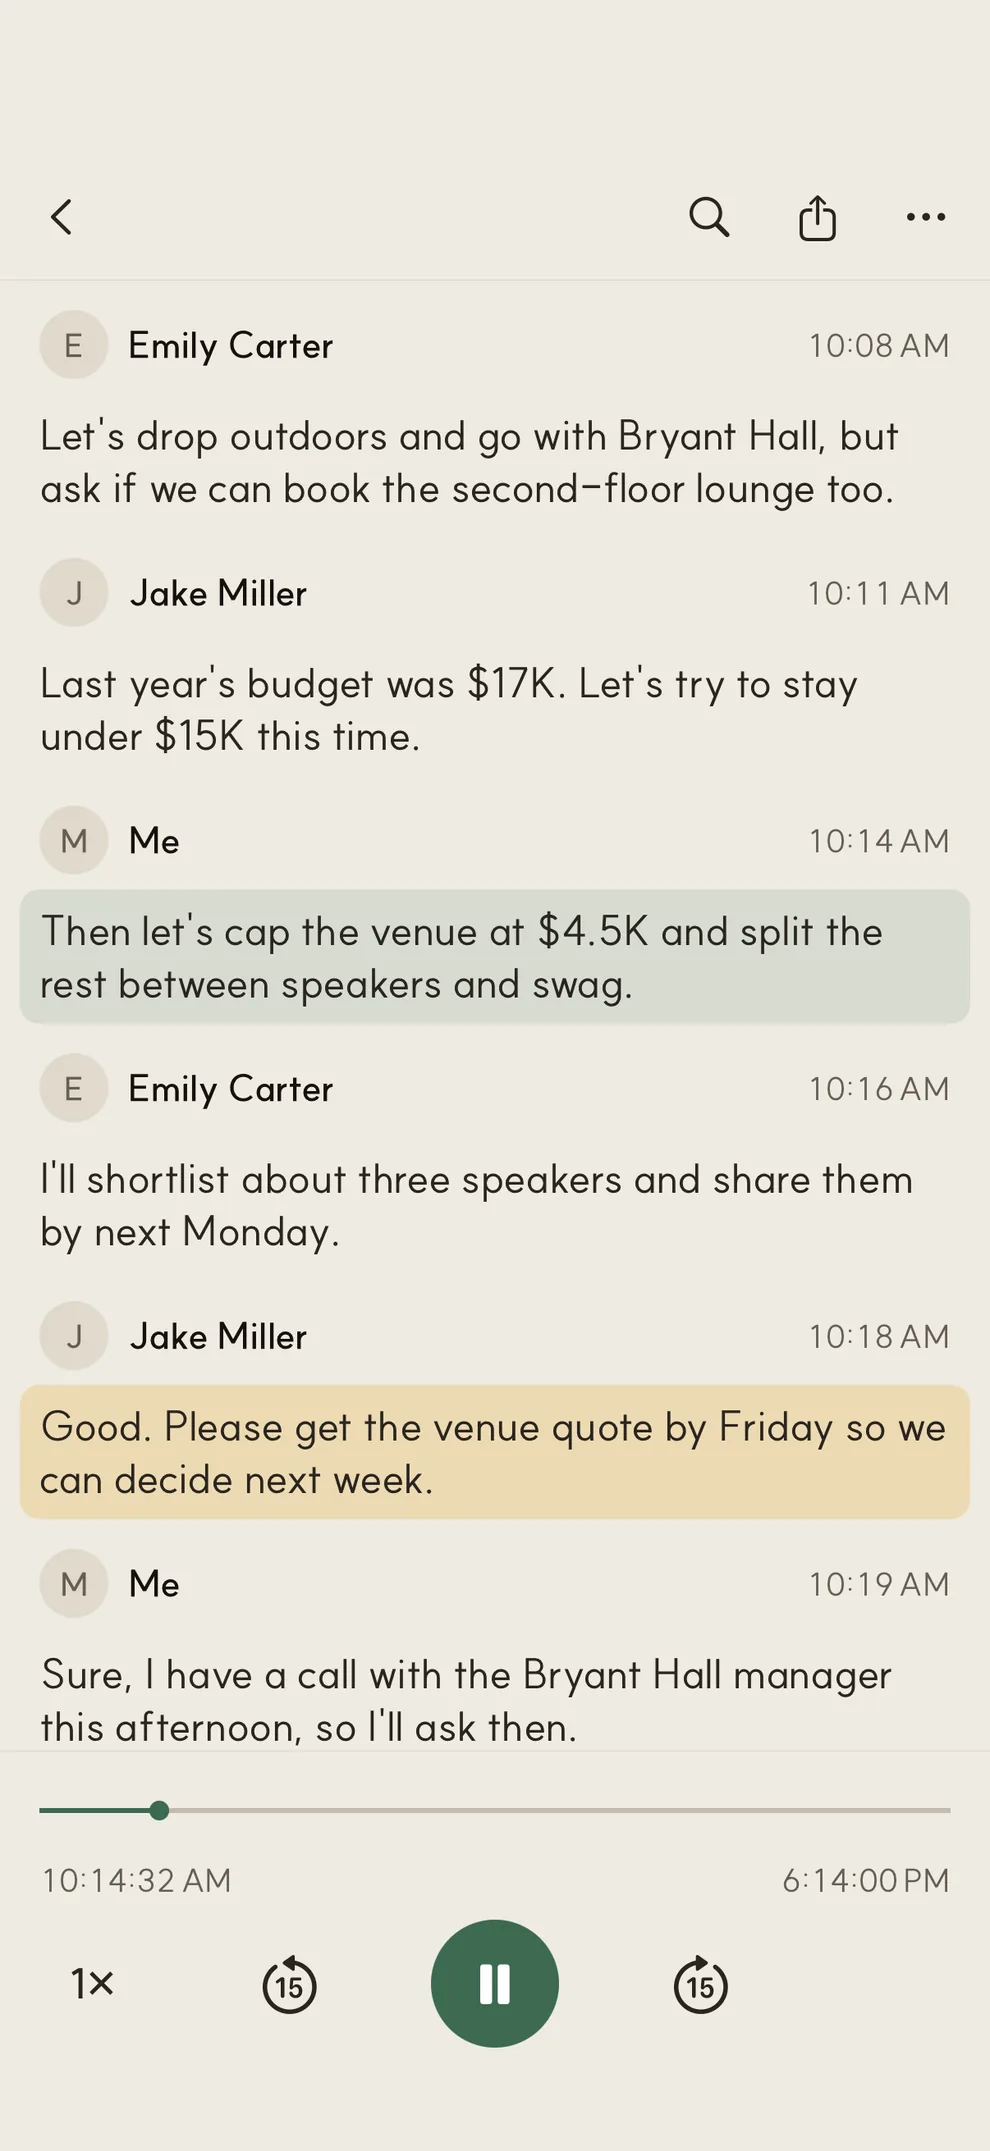 E Emily Carter 10:08 AM
Let's drop outdoors and go with Bryant Hall, but
ask if we can book the second-floor lounge too.
J Jake Miller 10:11 AM
Last year's budget was $17K. Let's try to stay
under $15K this time.
M Me 10:14 AM
Then let's cap the venue at $4.5K and split the
rest between speakers and swag.
E Emily Carter 10:16 AM
I'll shortlist about three speakers and share them
by next Monday.
J Jake Miller 10:18 AM
Good. Please get the venue quote by Friday so we
can decide next week.
M Me 10:19 AM
Sure, I have a call with the Bryant Hall manager
this afternoon, so I'll ask then.
10:14:32 AM 6:14:00 PM
1× 15 15